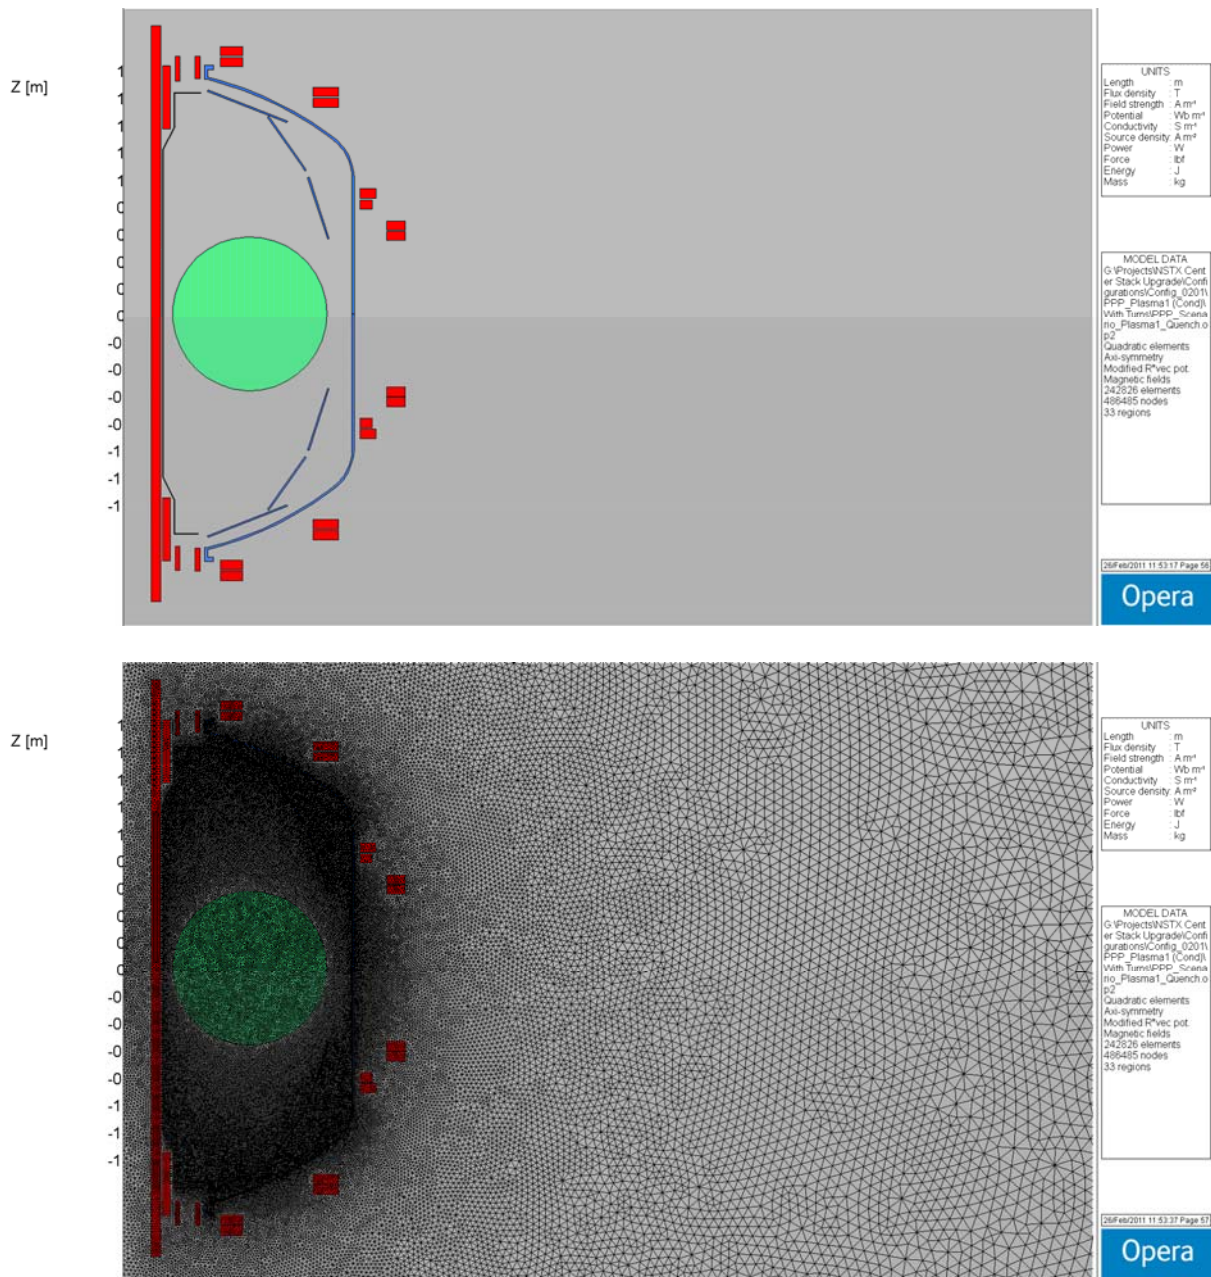 Z [m]
1
1
1
1
1
0
0
0
0
0
-0
-0
-0
-0
-1
-1
-1
UNITS
Length : m
Flux density : T
Field strength : A m⁻¹
Potential : Wb m⁻¹
Conductivity : S m⁻¹
Source density: A m⁻²
Power : W
Force : lbf
Energy : J
Mass : kg
MODEL DATA
G:\Projects\NSTX Cent
er Stack Upgrade\Confi
gurations\Config_0201\
PPP_Plasma1 (Cond)\
With Turns\PPP_Scena
rio_Plasma1_Quench.o
p2
Quadratic elements
Axi-symmetry
Modified R*vec pot.
Magnetic fields
242826 elements
486485 nodes
33 regions
26/Feb/2011 11:53:17 Page 56
Opera
Z [m]
1
1
1
1
1
0
0
0
0
0
-0
-0
-0
-0
-1
-1
-1
UNITS
Length : m
Flux density : T
Field strength : A m⁻¹
Potential : Wb m⁻¹
Conductivity : S m⁻¹
Source density: A m⁻²
Power : W
Force : lbf
Energy : J
Mass : kg
MODEL DATA
G:\Projects\NSTX Cent
er Stack Upgrade\Confi
gurations\Config_0201\
PPP_Plasma1 (Cond)\
With Turns\PPP_Scena
rio_Plasma1_Quench.o
p2
Quadratic elements
Axi-symmetry
Modified R*vec pot.
Magnetic fields
242826 elements
486485 nodes
33 regions
26/Feb/2011 11:53:37 Page 57
Opera